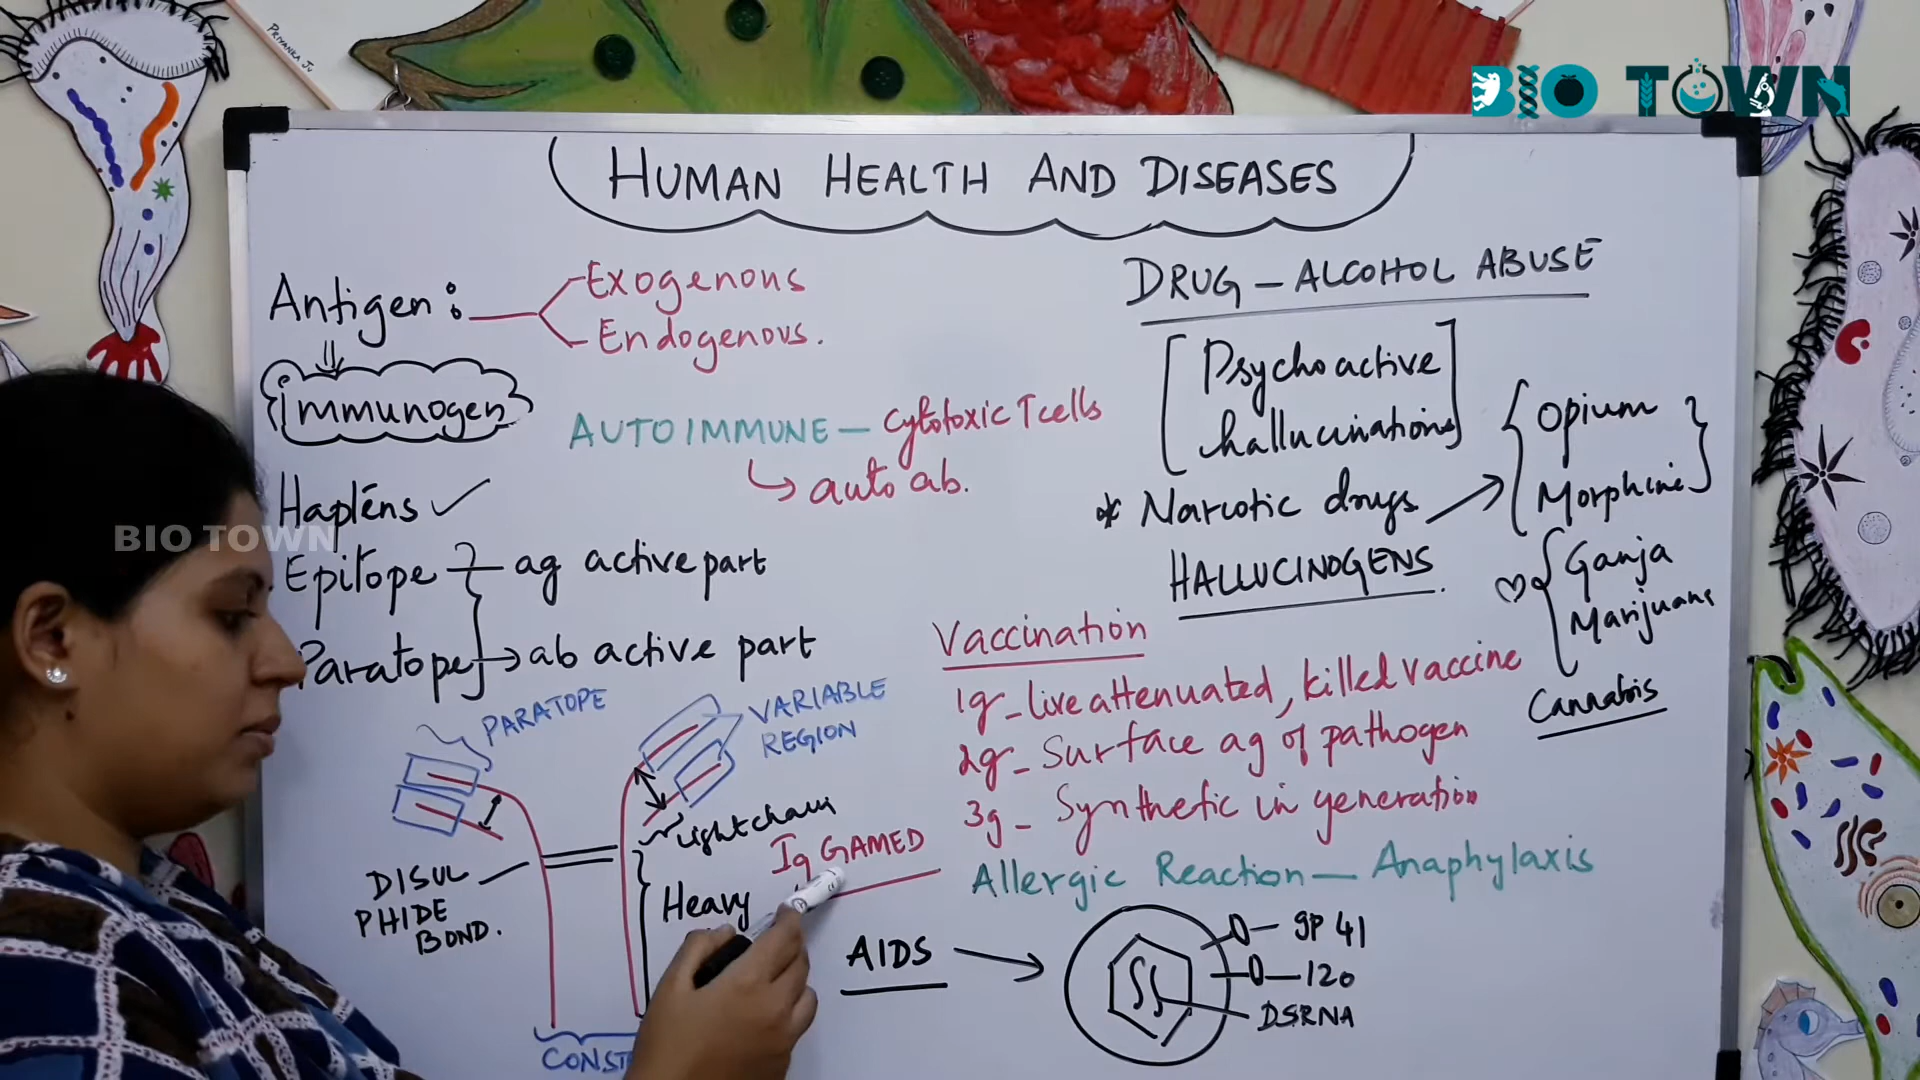 PRIYANKA JV
BIO TOWN
HUMAN HEALTH AND DISEASES
Antigen:
Exogenous
Endogenous.
Immunogen
AUTOIMMUNE - cytotoxic T cells
auto ab.
Haptens
BIO TOWN
Epitope - ag active part
Paratope → ab active part
PARATOPE
VARIABLE
REGION
Light chain
Ig GAMED
Heavy
DISUL
PHIDE
BOND.
DRUG - ALCOHOL ABUSE
Psychoactive
hallucinations
* Narcotic drugs
Opium
Morphine
HALLUCINOGENS.
Ganja
Marijuana
Cannabis
Vaccination
1g - live attenuated, killed vaccine
2g - Surface ag of pathogen
3g - Synthetic in generation
Allergic Reaction - Anaphylaxis
AIDS
gp 41
120
DSRNA